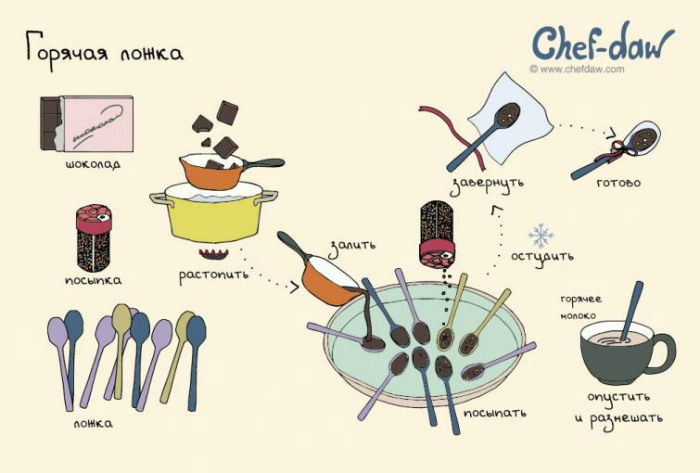 Горячая ложка
Chef-daw
© www.chefdaw.com
шоколад
шоколад
посыпка
ложка
растопить
залить
посыпать
остудить
завернуть
готово
горячее
молоко
опустить
и размешать